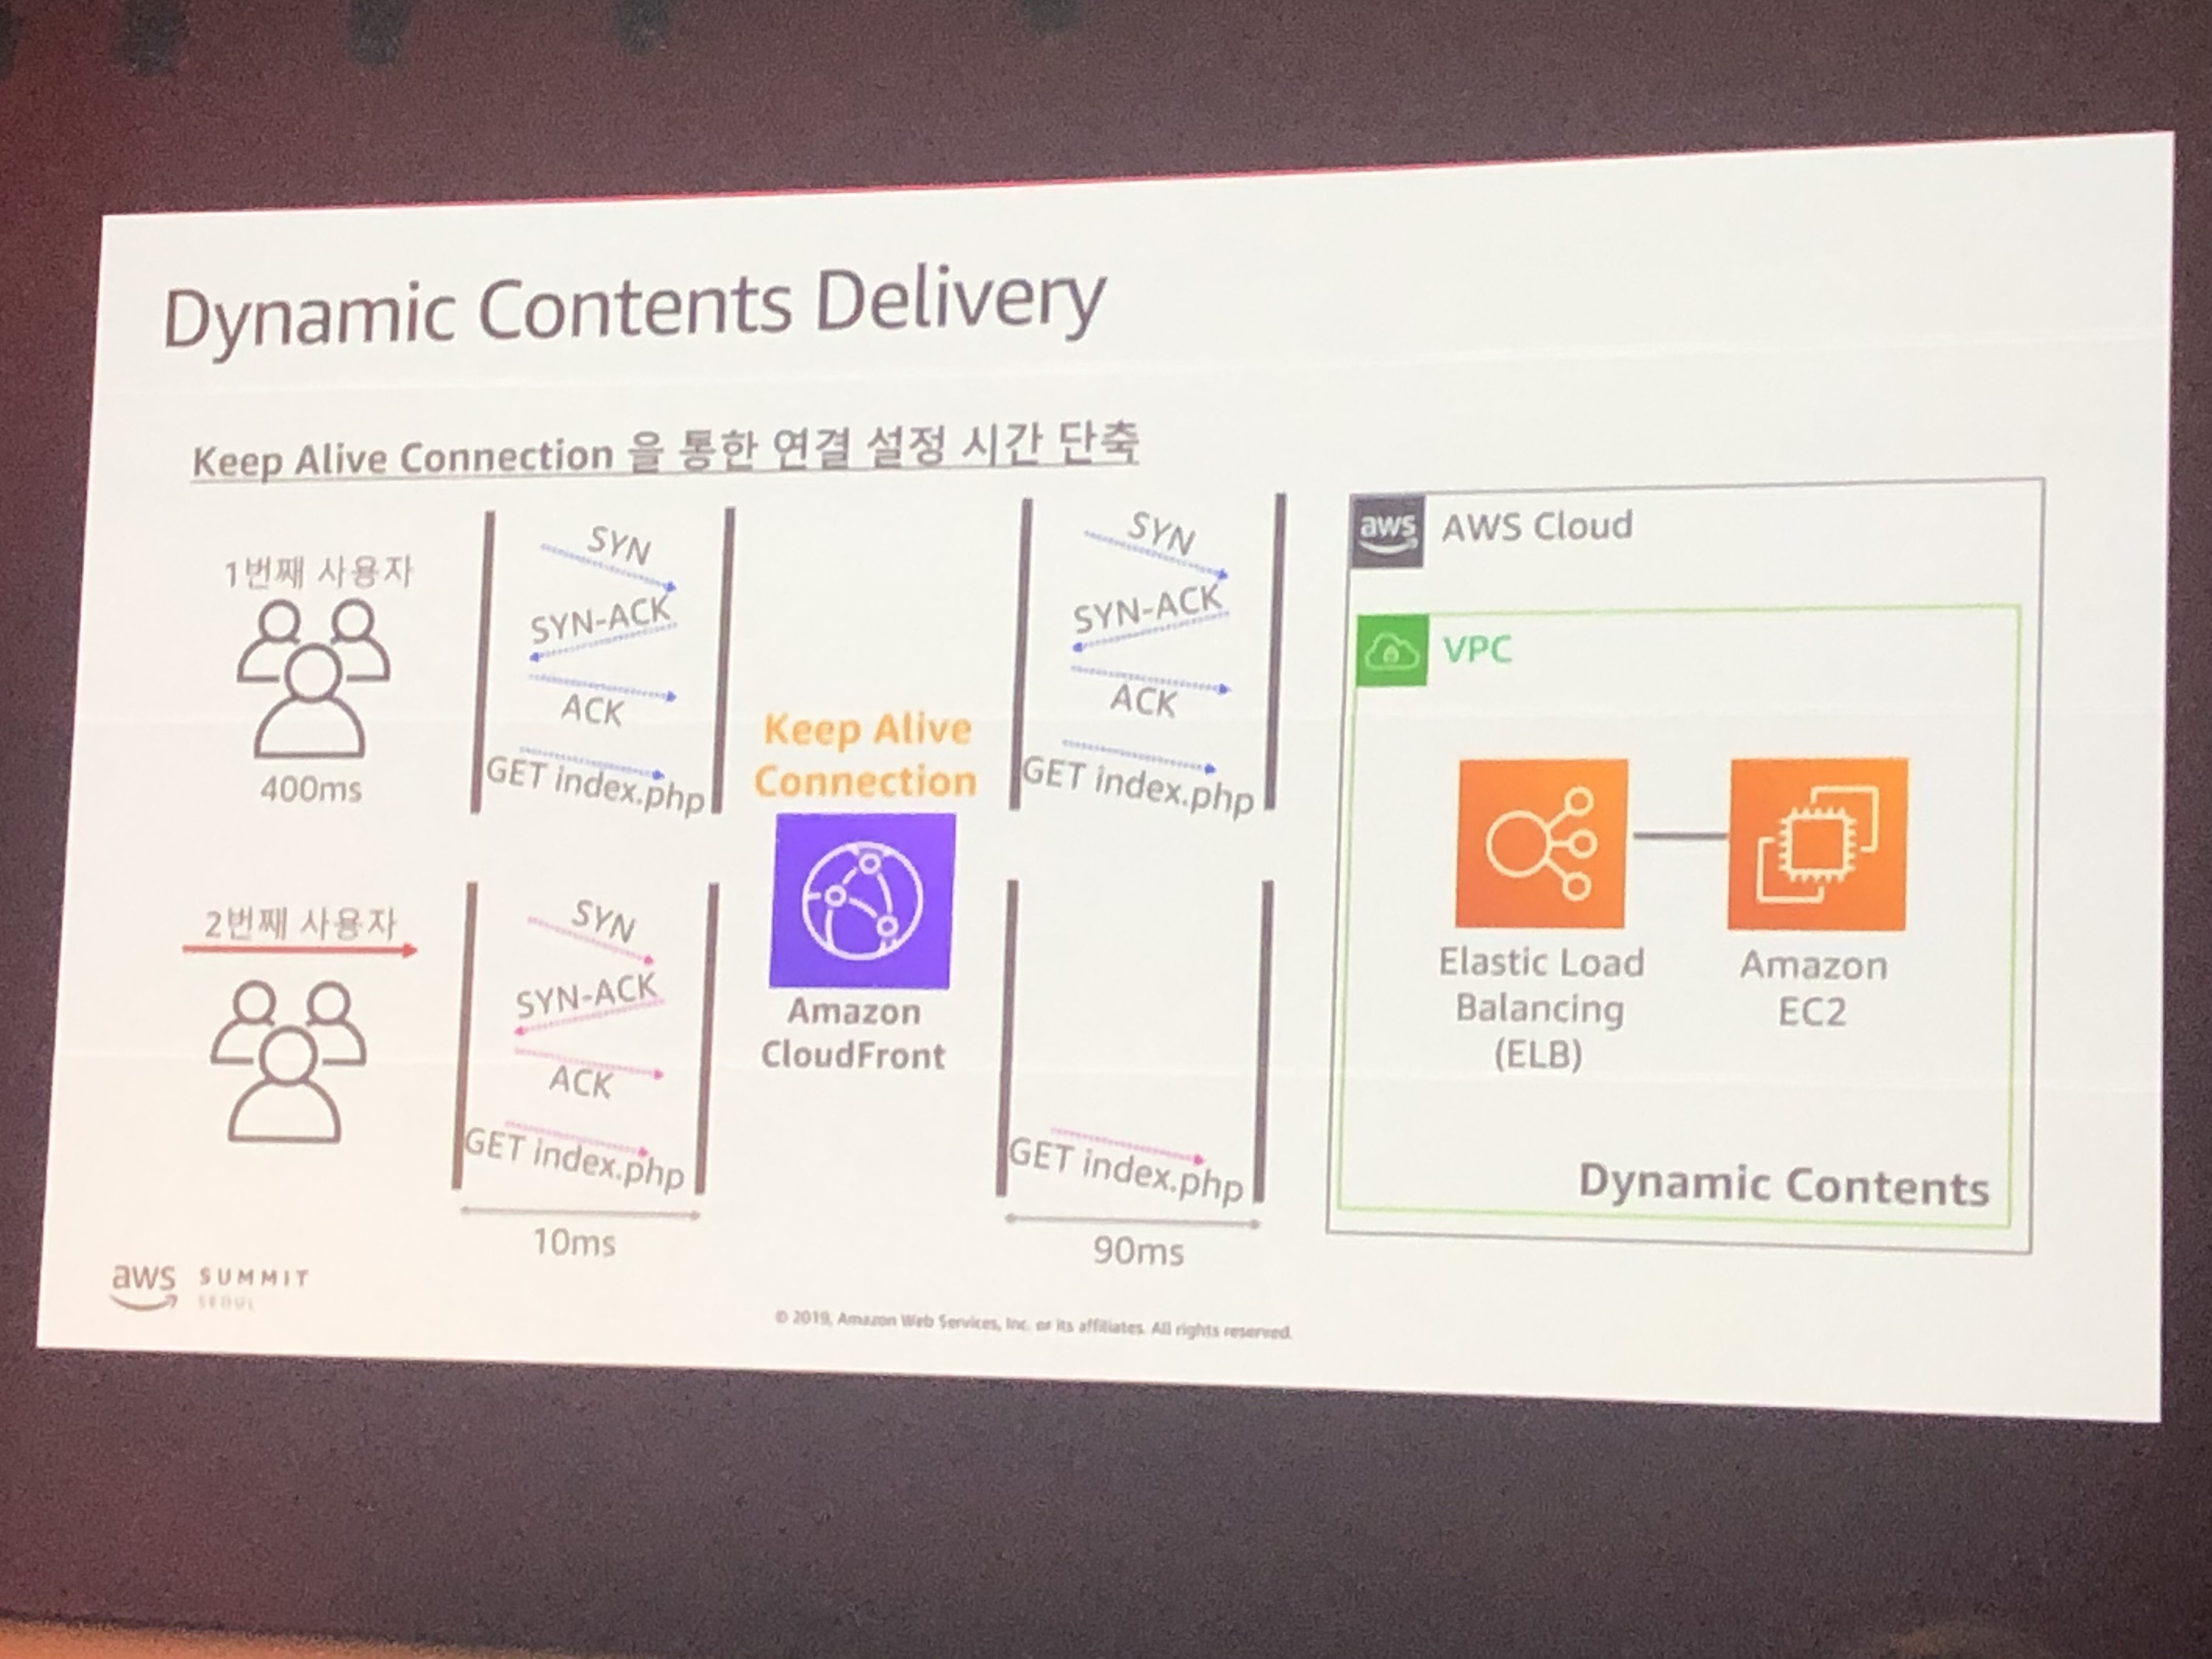 Dynamic Contents Delivery
Keep Alive Connection 을 통한 연결 설정 시간 단축
1번째 사용자
400ms
SYN
SYN-ACK
ACK
GET index.php
Keep Alive
Connection
Amazon
CloudFront
SYN
SYN-ACK
ACK
GET index.php
2번째 사용자
SYN
SYN-ACK
ACK
GET index.php
10ms
GET index.php
90ms
aws
AWS Cloud
VPC
Elastic Load
Balancing
(ELB)
Amazon
EC2
Dynamic Contents
aws SUMMIT
SEOUL
© 2019, Amazon Web Services, Inc. or its affiliates. All rights reserved.